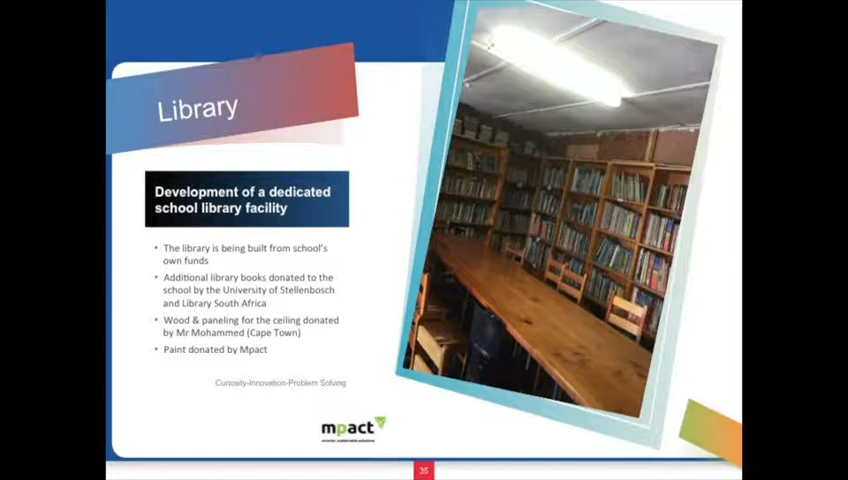 Library
Development of a dedicated
school library facility
• The library is being built from school's
own funds
• Additional library books donated to the
school by the University of Stellenbosch
and Library South Africa
• Wood & paneling for the ceiling donated
by Mr Mohammed (Cape Town)
• Paint donated by Mpact
Curiosity-Innovation-Problem Solving
mpact
35